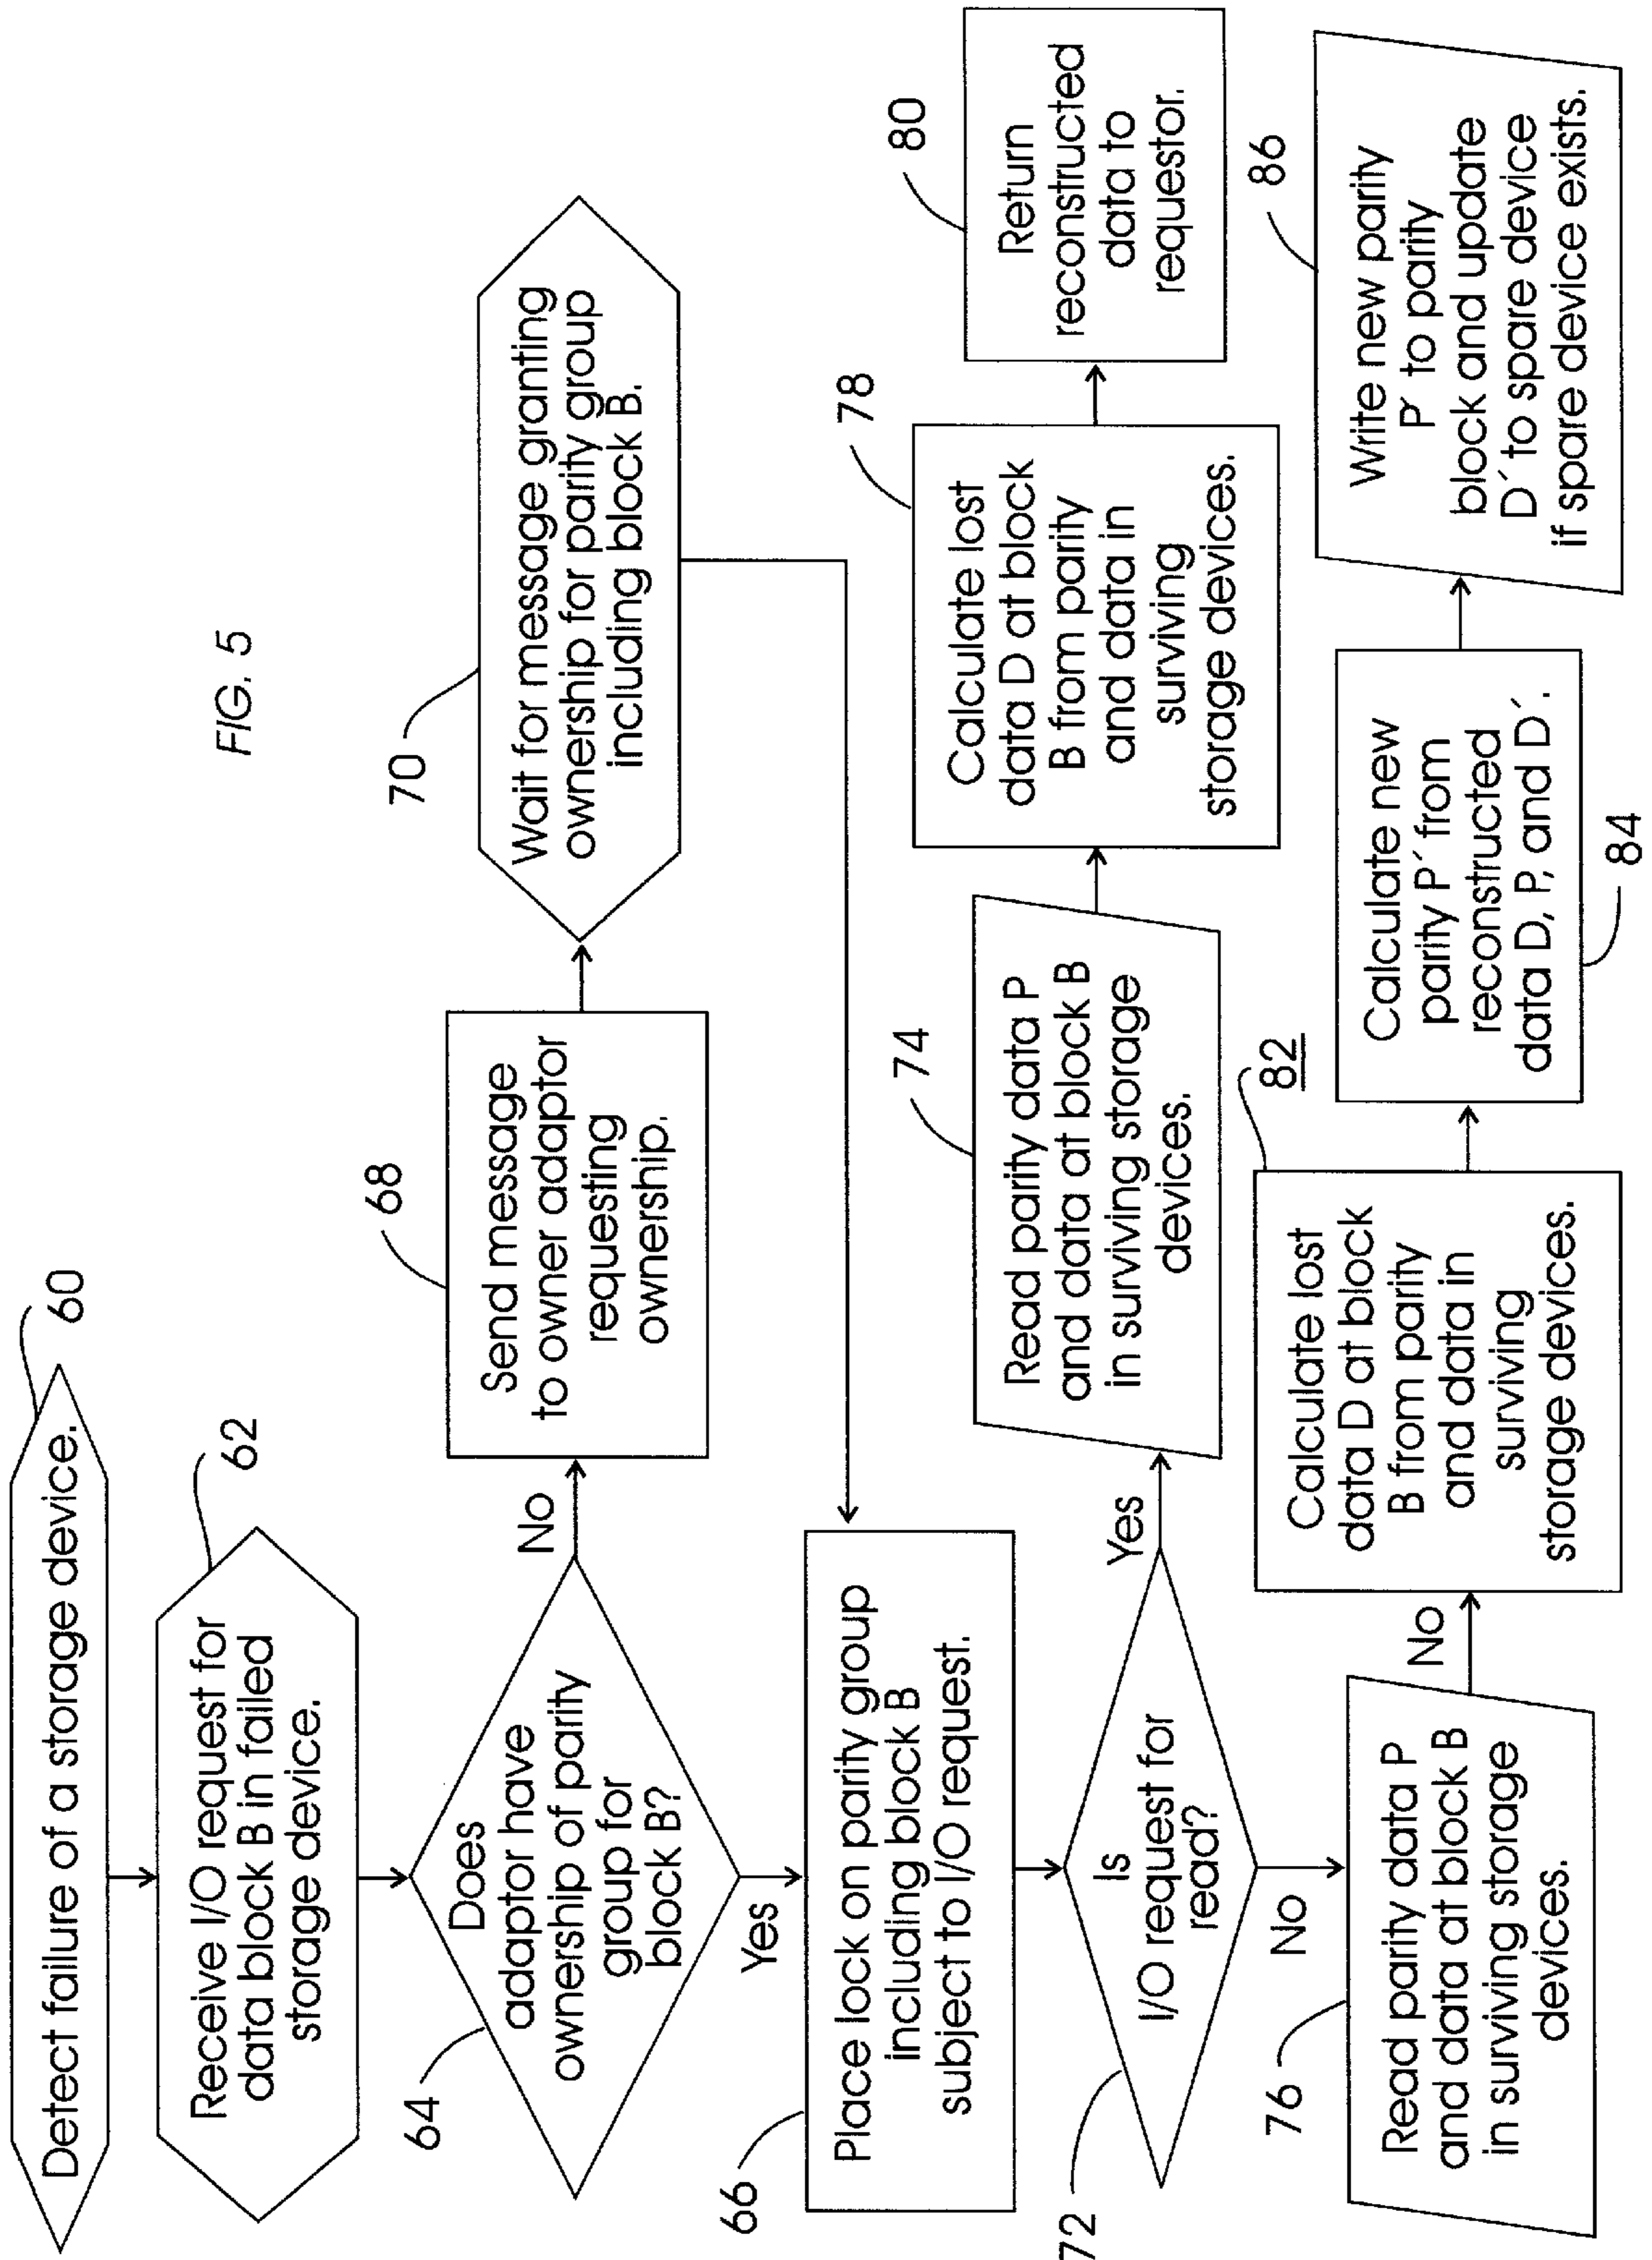 FIG. 5
60
Detect failure of a storage device.
62
Receive I/O request for
data block B in failed
storage device.
64
Does
adaptor have
ownership of parity
group for
block B?
No
Yes
68
Send message
to owner adaptor
requesting
ownership.
70
Wait for message granting
ownership for parity group
including block B.
66
Place lock on parity group
including block B
subject to I/O request.
72
Is
I/O request for
read?
Yes
No
74
Read parity data P
and data at block B
in surviving storage
devices.
78
Calculate lost
data D at block
B from parity
and data in
surviving
storage devices.
80
Return
reconstructed
data to
requestor.
76
Read parity data P
and data at block B
in surviving storage
devices.
No
82
Calculate lost
data D at block
B from parity
and data in
surviving
storage devices.
84
Calculate new
parity P´ from
reconstructed
data D, P, and D´.
86
Write new parity
P´ to parity
block and update
D´ to spare device
if spare device exists.